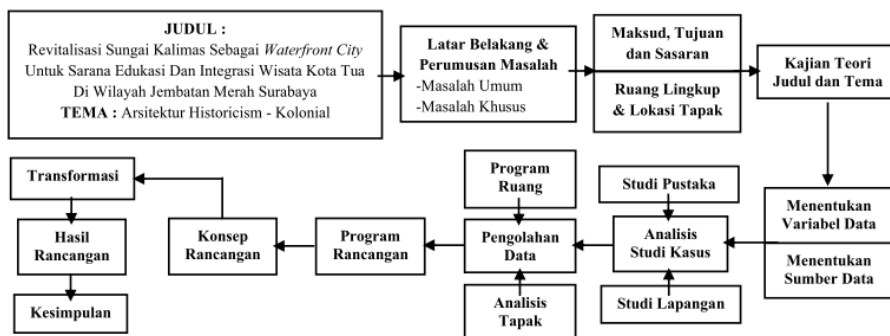 JUDUL :
Revitalisasi Sungai Kalimas Sebagai Waterfront City
Untuk Sarana Edukasi Dan Integrasi Wisata Kota Tua
Di Wilayah Jembatan Merah Surabaya
TEMA : Arsitektur Historicism - Kolonial
Latar Belakang &
Perumusan Masalah
-Masalah Umum
-Masalah Khusus
Maksud, Tujuan
dan Sasaran
Ruang Lingkup
& Lokasi Tapak
Kajian Teori
Judul dan Tema
Menentukan
Variabel Data
Menentukan
Sumber Data
Studi Pustaka
Analisis
Studi Kasus
Studi Lapangan
Program
Ruang
Pengolahan
Data
Analisis
Tapak
Program
Rancangan
Konsep
Rancangan
Transformasi
Hasil
Rancangan
Kesimpulan